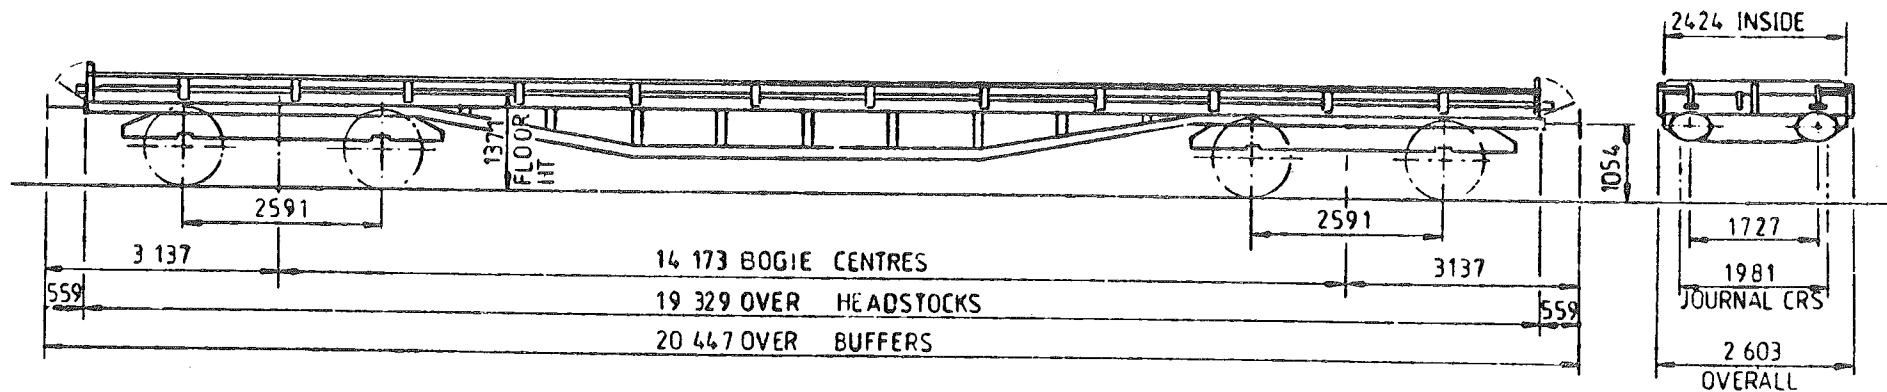 2424 INSIDE
1371
FLOOR
HT
1054
2591
2591
1727
3 137
14 173 BOGIE CENTRES
3137
1981
JOURNAL CRS
559
19 329 OVER HEADSTOCKS
559
20 447 OVER BUFFERS
2 603
OVERALL